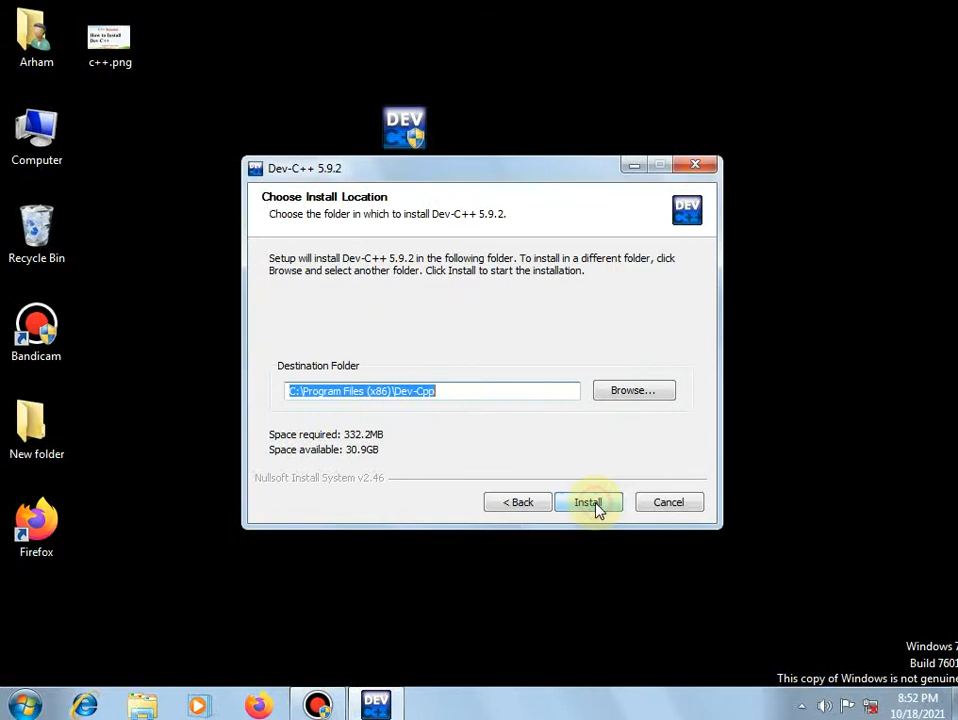 Arham
c++.png
How to Install
Dev C++
Computer
Recycle Bin
Bandicam
New folder
Firefox
DEV
C++
Dev-C++ 5.9.2
Choose Install Location
Choose the folder in which to install Dev-C++ 5.9.2.
DEV
C++
Setup will install Dev-C++ 5.9.2 in the following folder. To install in a different folder, click
Browse and select another folder. Click Install to start the installation.
Destination Folder
C:\Program Files (x86)\Dev-Cpp
Browse...
Space required: 332.2MB
Space available: 30.9GB
Nullsoft Install System v2.46
< Back
Install
Cancel
Windows 7
Build 7601
This copy of Windows is not genuine
DEV
8:52 PM
10/18/2021